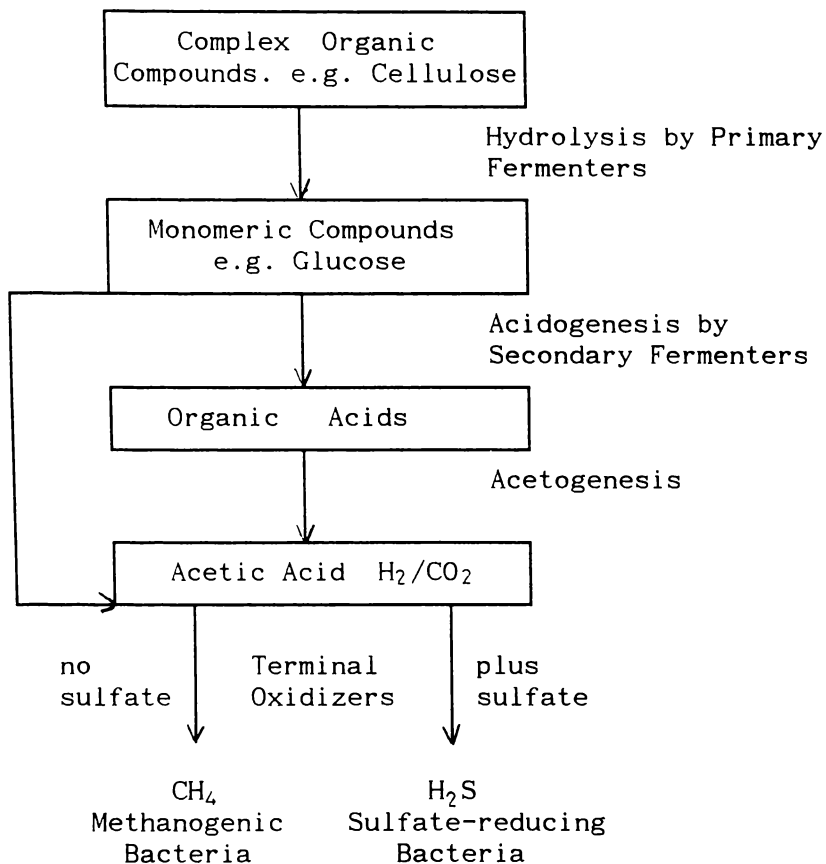 Complex Organic
Compounds. e.g. Cellulose
Hydrolysis by Primary
Fermenters
Monomeric Compounds
e.g. Glucose
Acidogenesis by
Secondary Fermenters
Organic Acids
Acetogenesis
Acetic Acid H₂/CO₂
no
sulfate
Terminal
Oxidizers
plus
sulfate
CH₄
Methanogenic
Bacteria
H₂S
Sulfate-reducing
Bacteria